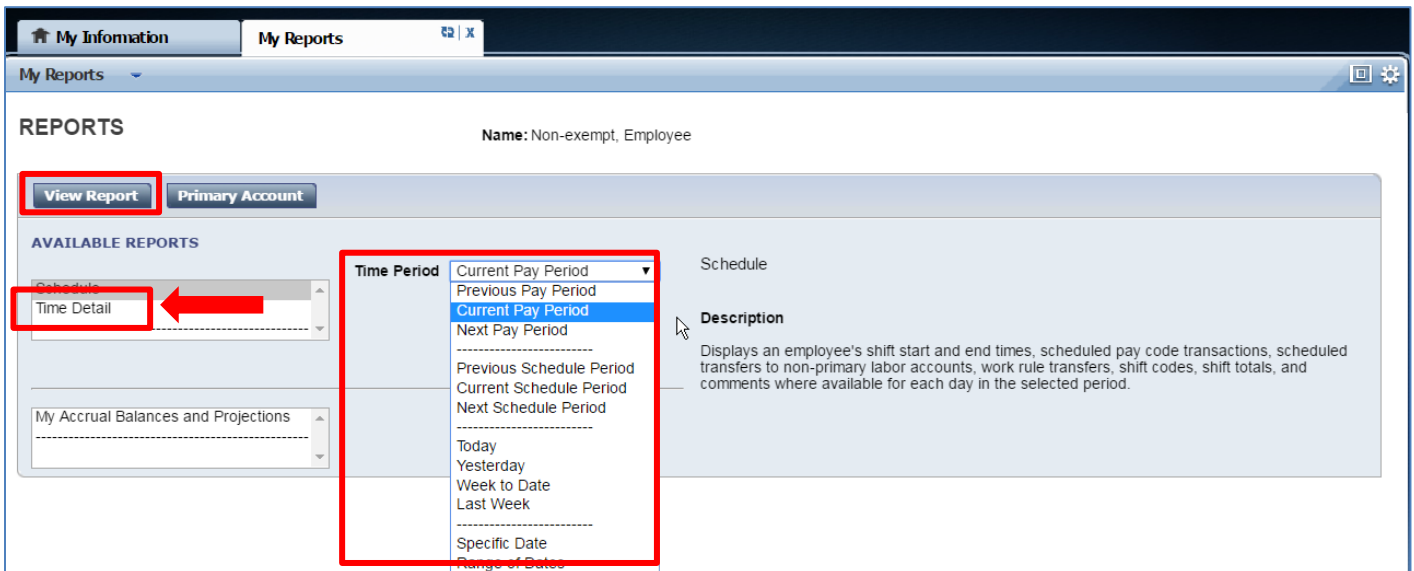 My Information
My Reports
X
My Reports
REPORTS
Name: Non-exempt, Employee
View Report
Primary Account
AVAILABLE REPORTS
Schedule
Time Detail
-------------------------------------------------
My Accrual Balances and Projections
--------------------------------------------------
Time Period
Current Pay Period
Previous Pay Period
Current Pay Period
Next Pay Period
-------------------------
Previous Schedule Period
Current Schedule Period
Next Schedule Period
-------------------------
Today
Yesterday
Week to Date
Last Week
-------------------------
Specific Date
Range of Dates
Schedule
Description
Displays an employee's shift start and end times, scheduled pay code transactions, scheduled
transfers to non-primary labor accounts, work rule transfers, shift codes, shift totals, and
comments where available for each day in the selected period.